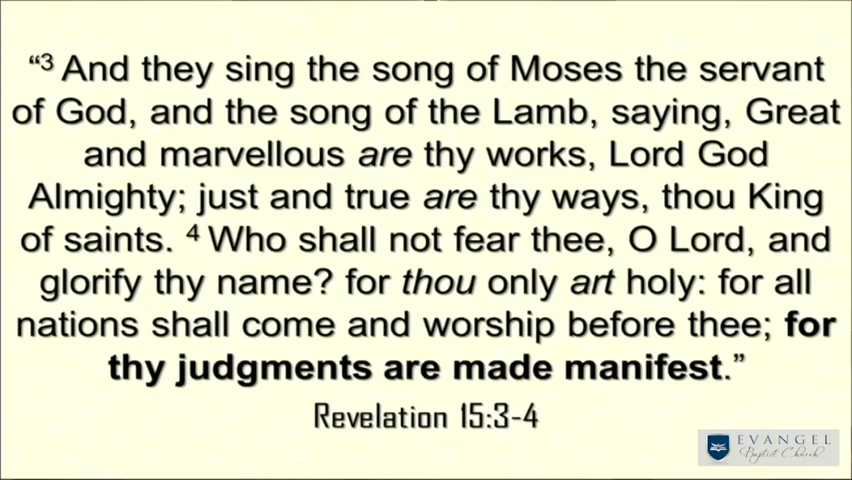 “3 And they sing the song of Moses the servant
of God, and the song of the Lamb, saying, Great
and marvellous are thy works, Lord God
Almighty; just and true are thy ways, thou King
of saints. 4 Who shall not fear thee, O Lord, and
glorify thy name? for thou only art holy: for all
nations shall come and worship before thee; for
thy judgments are made manifest.”
Revelation 15:3-4
EVANGEL
Baptist Church